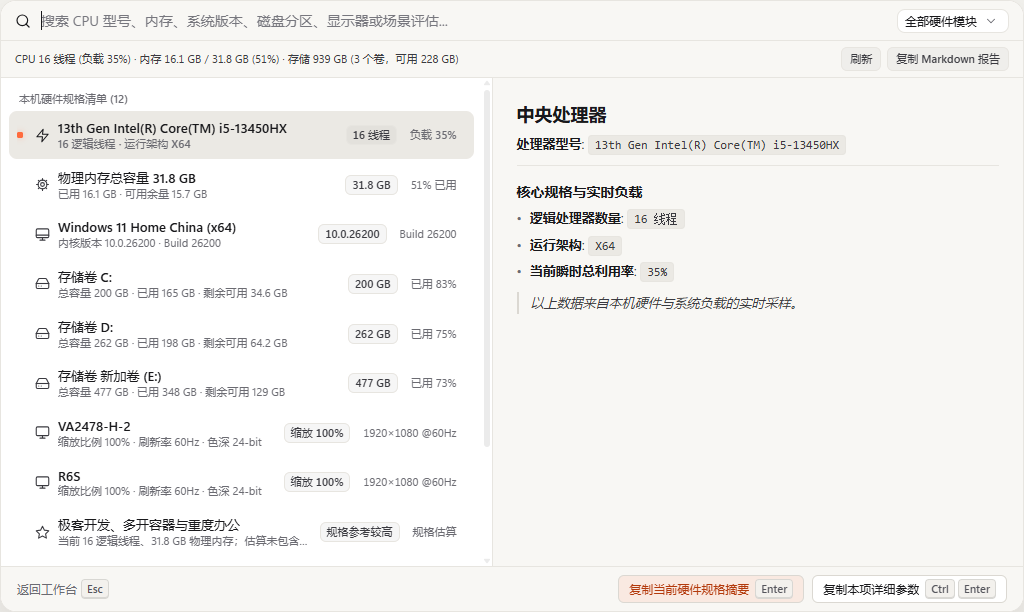 搜索 CPU 型号、内存、系统版本、磁盘分区、显示器或场景评估...
全部硬件模块
CPU 16 线程 (负载 35%) · 内存 16.1 GB / 31.8 GB (51%) · 存储 939 GB (3 个卷，可用 228 GB)
刷新
复制 Markdown 报告
本机硬件规格清单 (12)
13th Gen Intel(R) Core(TM) i5-13450HX
16 逻辑线程 · 运行架构 X64
16 线程
负载 35%
物理内存总容量 31.8 GB
已用 16.1 GB · 可用余量 15.7 GB
31.8 GB
51% 已用
Windows 11 Home China (x64)
内核版本 10.0.26200 · Build 26200
10.0.26200
Build 26200
存储卷 C:
总容量 200 GB · 已用 165 GB · 剩余可用 34.6 GB
200 GB
已用 83%
存储卷 D:
总容量 262 GB · 已用 198 GB · 剩余可用 64.2 GB
262 GB
已用 75%
存储卷 新加卷 (E:)
总容量 477 GB · 已用 348 GB · 剩余可用 129 GB
477 GB
已用 73%
VA2478-H-2
缩放比例 100% · 刷新率 60Hz · 色深 24-bit
缩放 100%
1920×1080 @60Hz
R6S
缩放比例 100% · 刷新率 60Hz · 色深 24-bit
缩放 100%
1920×1080 @60Hz
极客开发、多开容器与重度办公
当前 16 逻辑线程、31.8 GB 物理内存；估算未包含...
规格参考较高
规格估算
中央处理器
处理器型号: 13th Gen Intel(R) Core(TM) i5-13450HX
核心规格与实时负载
• 逻辑处理器数量: 16 线程
• 运行架构: X64
• 当前瞬时总利用率: 35%
以上数据来自本机硬件与系统负载的实时采样。
返回工作台 Esc
复制当前硬件规格摘要 Enter
复制本项详细参数 Ctrl Enter